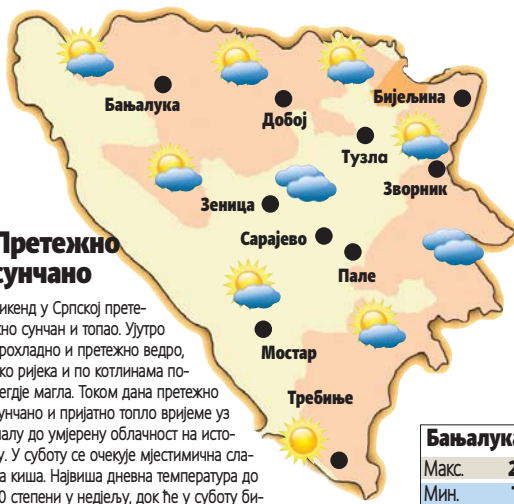 Бањалука
Добој
Бијељина
Тузла
Зворник
Зеница
Сарајево
Пале
Мостар
Требиње
Претежно
сунчано
икенд у Српској прете-
но сунчан и топао. Ујутро
рохладно и претежно ведро,
ко ријека и по котлинама по-
егдје магла. Током дана претежно
унчано и пријатно топло вријеме уз
алу до умјерену облачност на исто-
у. У суботу се очекује мјестимична сла-
а киша. Највиша дневна температура до
0 степени у недјељу, док ће у суботу би-
Бањалука
Макс. 2
Мин.